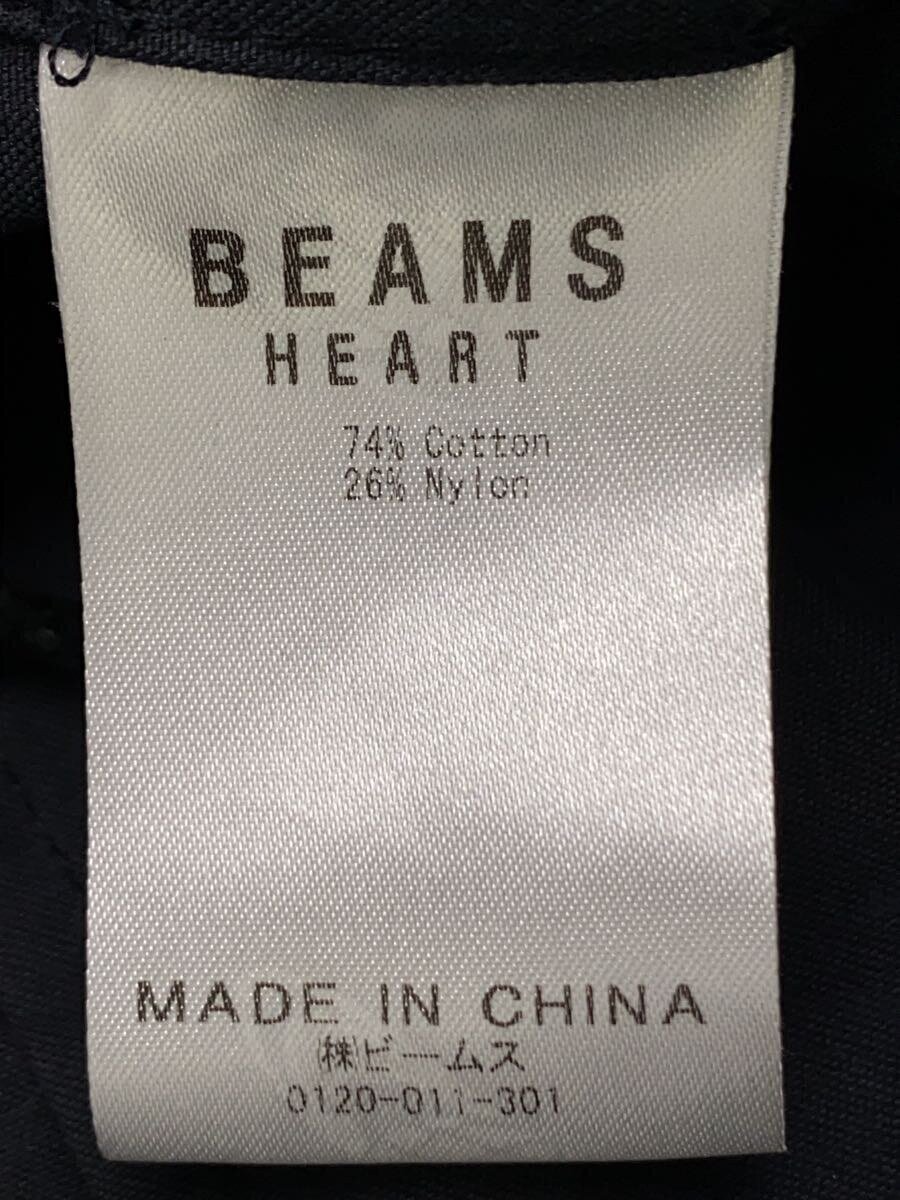 BEAMS
HEART
74% Cotton
26% Nylon
MADE IN CHINA
㈱ビームス
0120-011-301